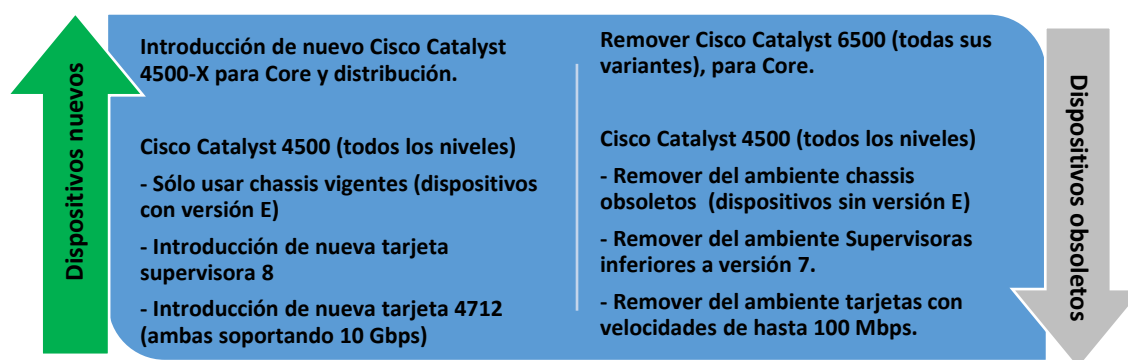 Dispositivos nuevos
Introducción de nuevo Cisco Catalyst
4500-X para Core y distribución.
Cisco Catalyst 4500 (todos los niveles)
- Sólo usar chassis vigentes (dispositivos
con versión E)
- Introducción de nueva tarjeta
supervisora 8
- Introducción de nueva tarjeta 4712
(ambas soportando 10 Gbps)
Remover Cisco Catalyst 6500 (todas sus
variantes), para Core.
Cisco Catalyst 4500 (todos los niveles)
- Remover del ambiente chassis
obsoletos  (dispositivos sin versión E)
- Remover del ambiente Supervisoras
inferiores a versión 7.
- Remover del ambiente tarjetas con
velocidades de hasta 100 Mbps.
Dispositivos obsoletos